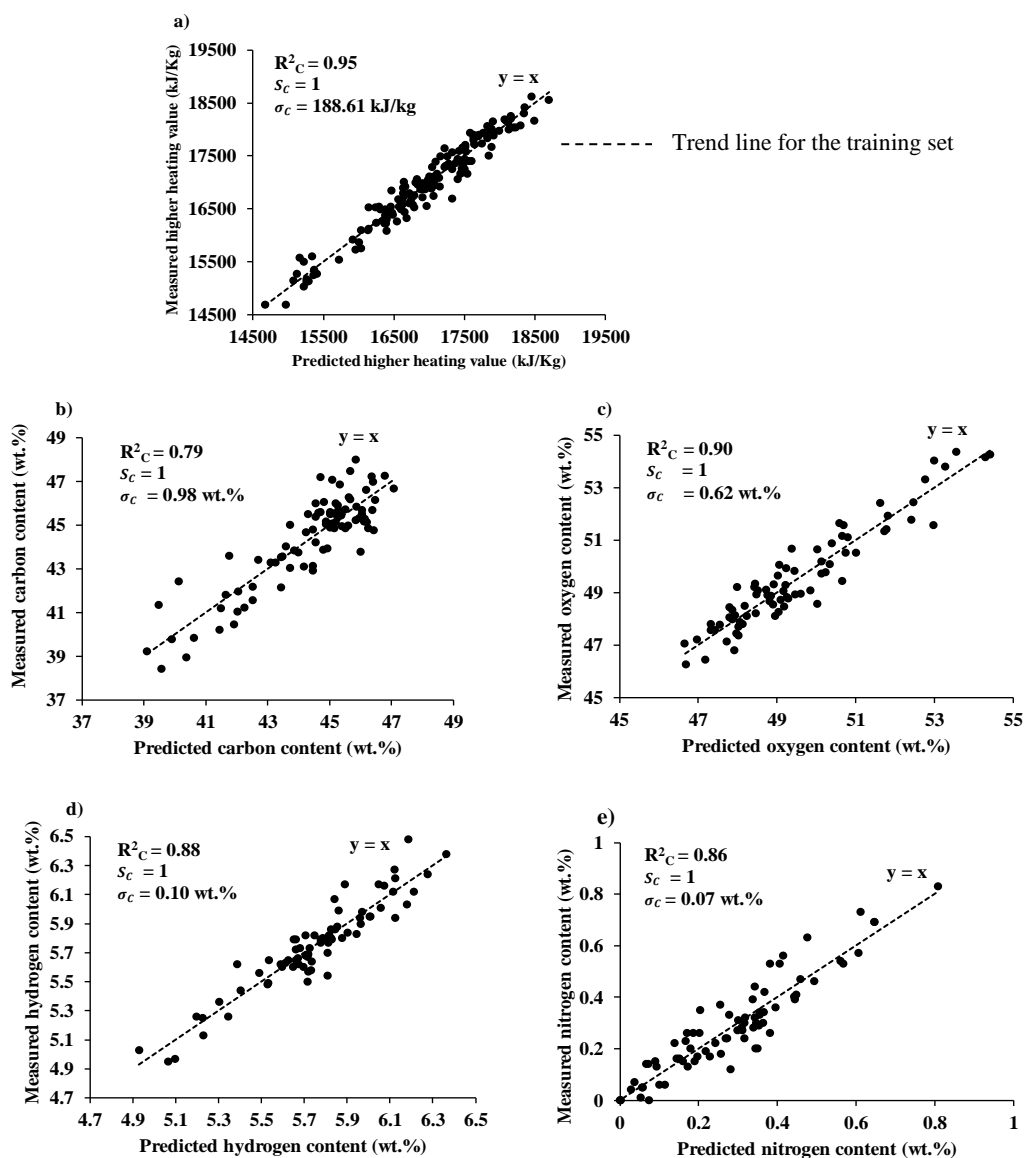 a)
Measured higher heating value (kJ/Kg)
19500
18500
17500
16500
15500
14500
R²C = 0.95
Sc = 1
σc = 188.61 kJ/kg
y = x
14500 15500 16500 17500 18500 19500
Predicted higher heating value (kJ/Kg)
Trend line for the training set
b)
Measured carbon content (wt.%)
49
47
45
43
41
39
37
R²C = 0.79
Sc = 1
σc = 0.98 wt.%
y = x
37 39 41 43 45 47 49
Predicted carbon content (wt.%)
c)
Measured oxygen content (wt.%)
55
53
51
49
47
45
R²C = 0.90
Sc = 1
σc = 0.62 wt.%
y = x
45 47 49 51 53 55
Predicted oxygen content (wt.%)
d)
Measured hydrogen content (wt.%)
6.5
6.3
6.1
5.9
5.7
5.5
5.3
5.1
4.9
4.7
R²C = 0.88
Sc = 1
σc = 0.10 wt.%
y = x
4.7 5.1 5.5 5.9 6.3 6.5
Predicted hydrogen content (wt.%)
e)
Measured nitrogen content (wt.%)
1
0.8
0.6
0.4
0.2
0
R²C = 0.86
Sc = 1
σc = 0.07 wt.%
y = x
0 0.2 0.4 0.6 0.8 1
Predicted nitrogen content (wt.%)